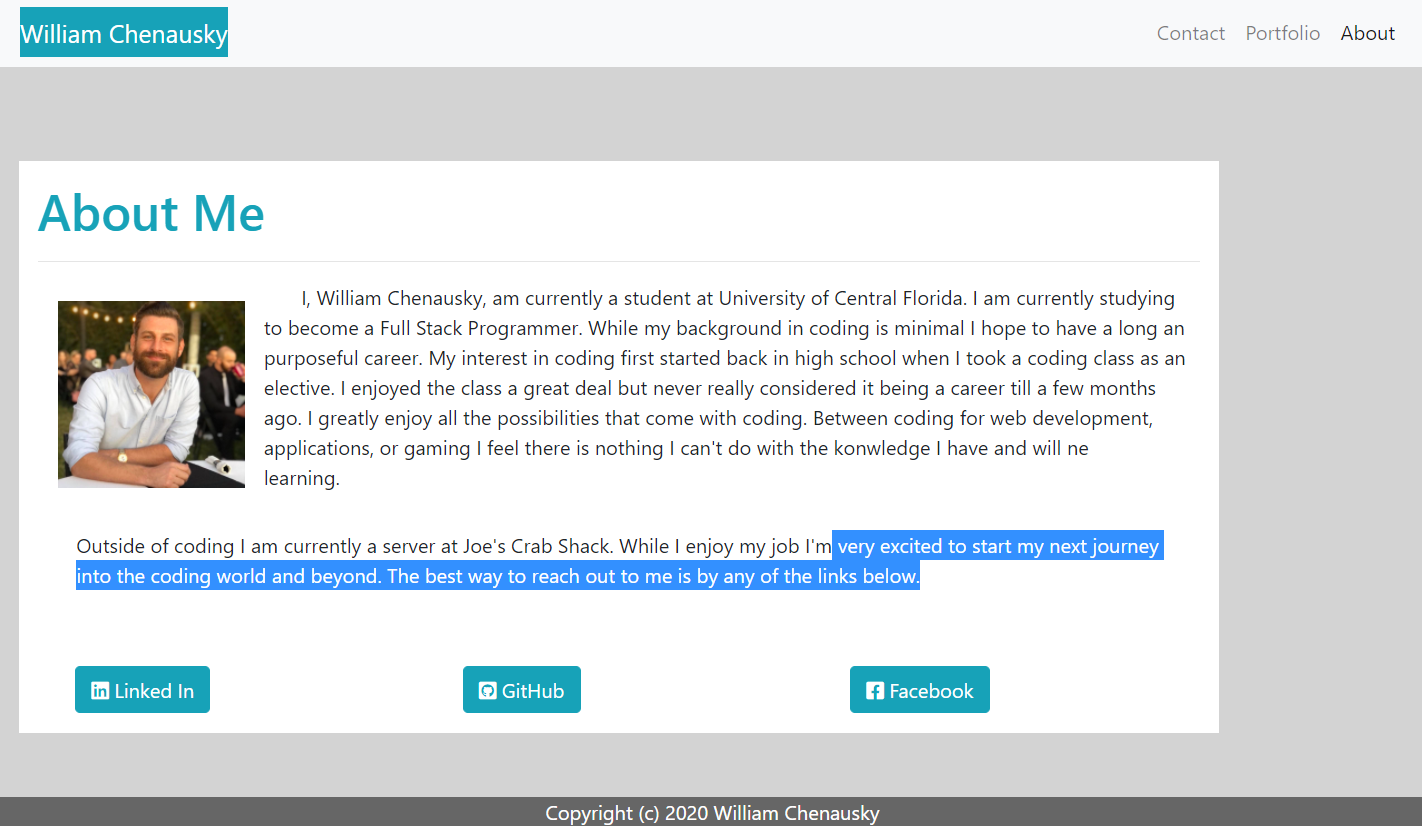 William Chenausky
Contact Portfolio About
About Me
I, William Chenausky, am currently a student at University of Central Florida. I am currently studying
to become a Full Stack Programmer. While my background in coding is minimal I hope to have a long an
purposeful career. My interest in coding first started back in high school when I took a coding class as an
elective. I enjoyed the class a great deal but never really considered it being a career till a few months
ago. I greatly enjoy all the possibilities that come with coding. Between coding for web development,
applications, or gaming I feel there is nothing I can't do with the konwledge I have and will ne
learning.
Outside of coding I am currently a server at Joe's Crab Shack. While I enjoy my job I'm very excited to start my next journey
into the coding world and beyond. The best way to reach out to me is by any of the links below.
Linked In GitHub Facebook
Copyright (c) 2020 William Chenausky